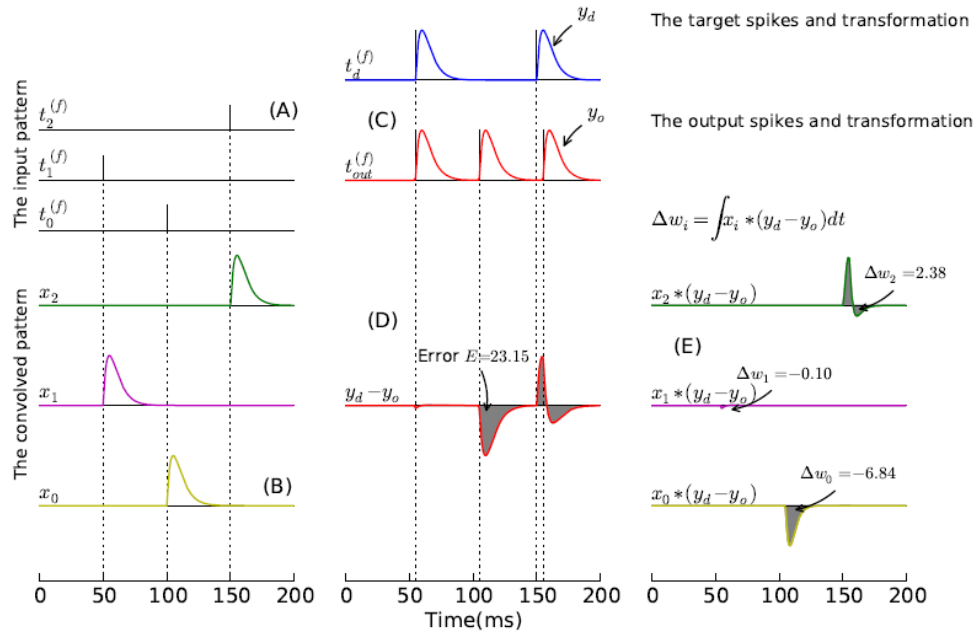 The input pattern
The convolved pattern
(A)
t_2^{(f)}
t_1^{(f)}
t_0^{(f)}
x_2
x_1
x_0
(B)
0 50 100 150 200
t_d^{(f)}
y_d
(C)
t_{out}^{(f)}
y_o
(D)
Error E=23.15
y_d−y_o
0 50 100 150 200
Time(ms)
The target spikes and transformation
The output spikes and transformation
Δw_i=∫x_i*(y_d−y_o)dt
x_2*(y_d−y_o)
Δw_2=2.38
(E)
Δw_1=−0.10
x_1*(y_d−y_o)
Δw_0=−6.84
x_0*(y_d−y_o)
0 50 100 150 200